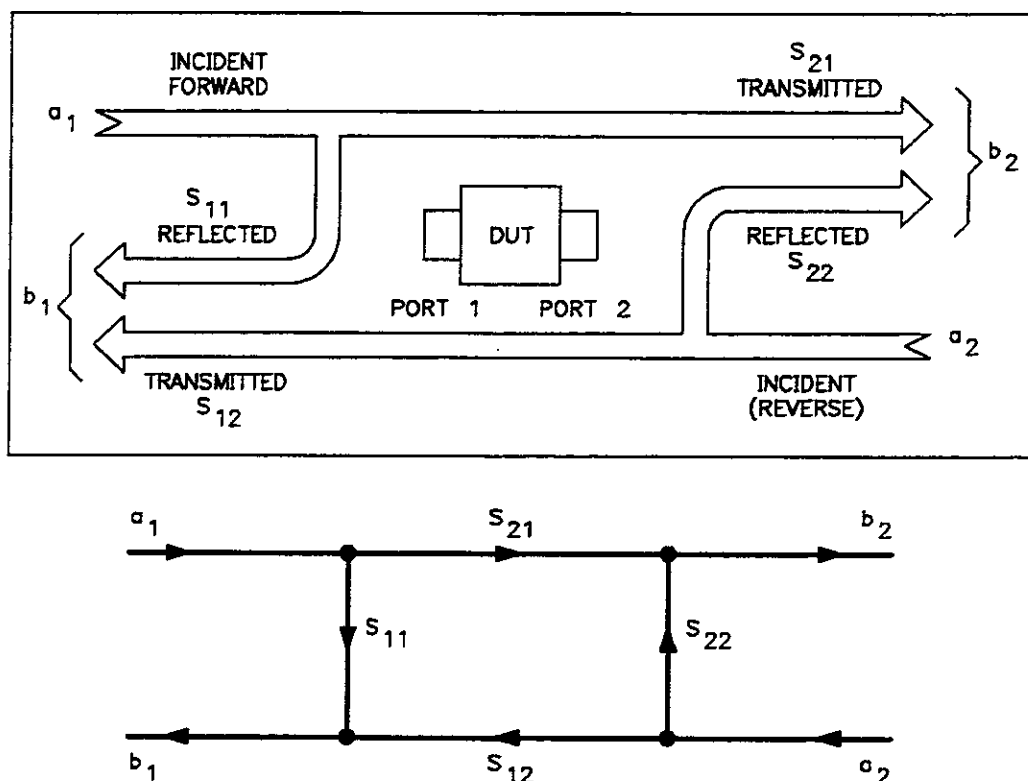 INCIDENT
FORWARD
S21
TRANSMITTED
a1
b2
S11
REFLECTED
DUT
REFLECTED
S22
b1
PORT 1 PORT 2
a2
TRANSMITTED
S12
INCIDENT
(REVERSE)
a1
S21
b2
S11
S22
b1
S12
a2